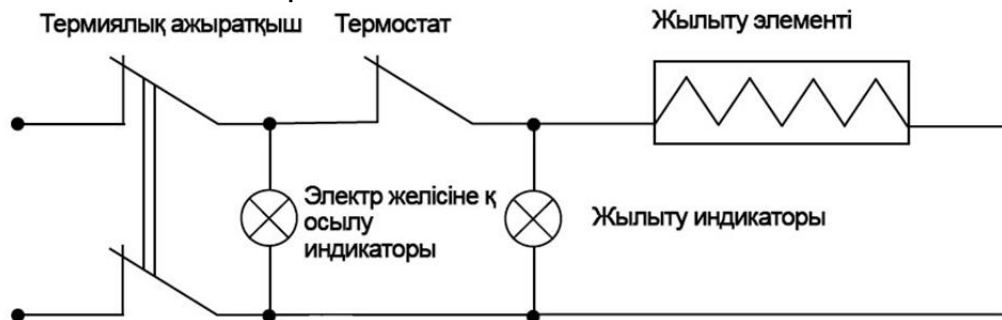 Термиялық ажыратқыш
Термостат
Жылыту элементі
Электр желісіне қ
осылу
индикаторы
Жылыту индикаторы